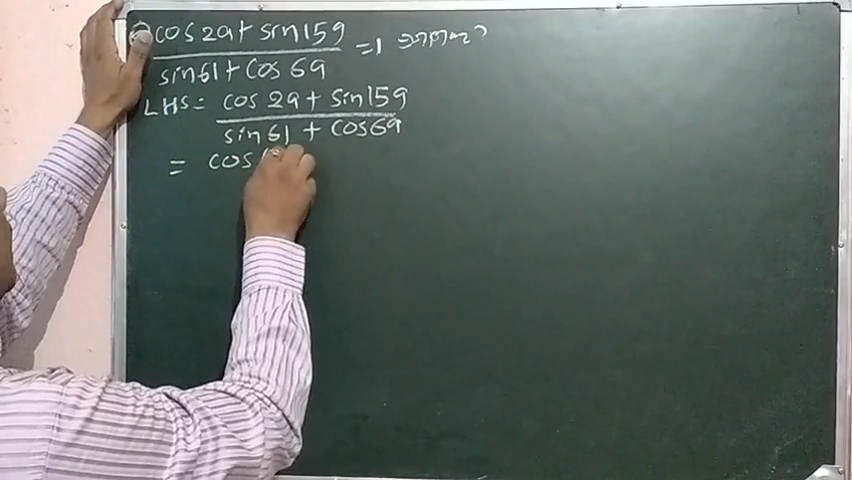 cos 29 + sin 159
sin 61 + cos 69 = 1
LHS = cos 29 + sin 159
sin 61 + cos 69
= cos